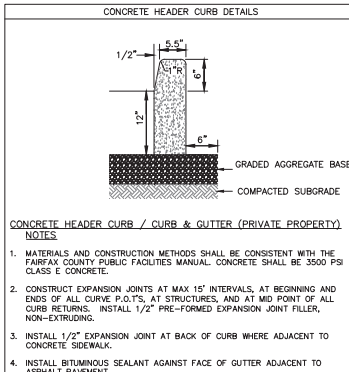 CONCRETE HEADER CURB DETAILS
5.5"
1/2"
1"R
6"
12"
6"
GRADED AGGREGATE BASE
COMPACTED SUBGRADE
CONCRETE HEADER CURB / CURB & GUTTER (PRIVATE PROPERTY)
NOTES
1. MATERIALS AND CONSTRUCTION METHODS SHALL BE CONSISTENT WITH THE
FAIRFAX COUNTY PUBLIC FACILITIES MANUAL. CONCRETE SHALL BE 3500 PSI
CLASS E CONCRETE.
2. CONSTRUCT EXPANSION JOINTS AT MAX 15' INTERVALS, AT BEGINNING AND
ENDS OF ALL CURVE P.O.T'S, AT STRUCTURES, AND AT MID POINT OF ALL
CURB RETURNS. INSTALL 1/2" PRE-FORMED EXPANSION JOINT FILLER,
NON-EXTRUDING.
3. INSTALL 1/2" EXPANSION JOINT AT BACK OF CURB WHERE ADJACENT TO
CONCRETE SIDEWALK.
4. INSTALL BITUMINOUS SEALANT AGAINST FACE OF GUTTER ADJACENT TO
ASPHALT PAVEMENT